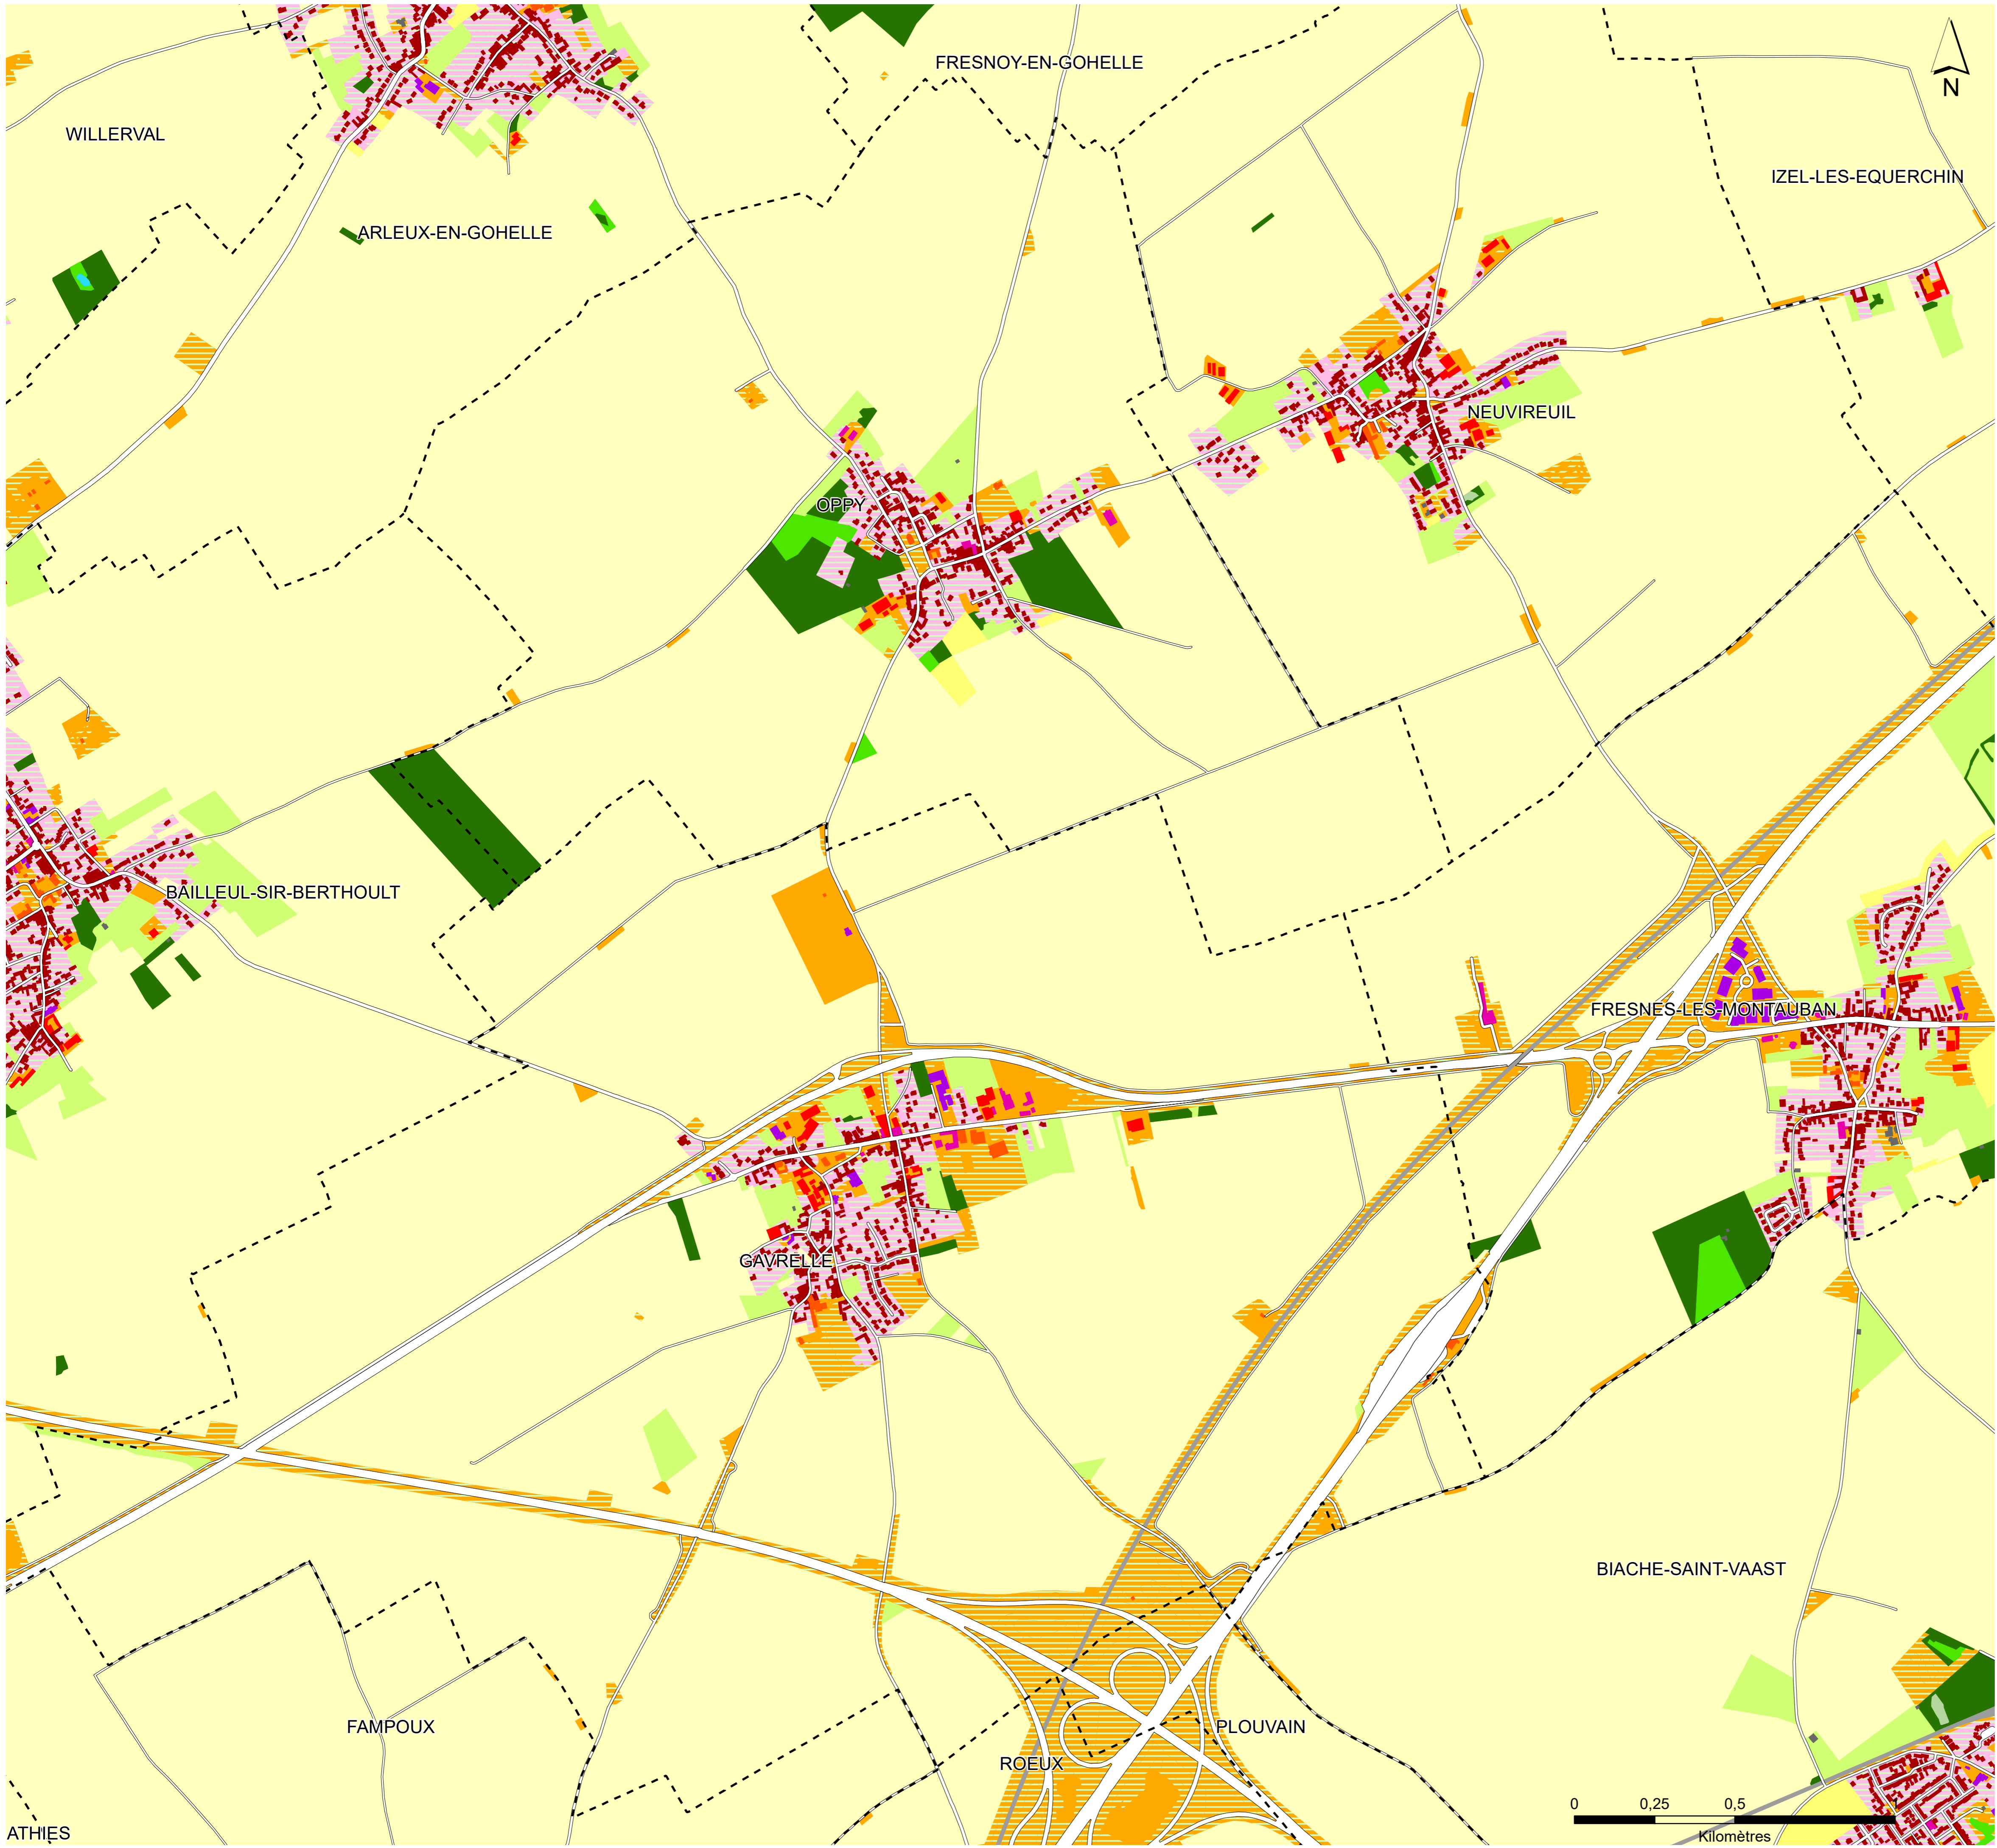 FRESNOY-EN-GOHELLE
N
WILLERVAL
IZEL-LES-EQUERCHIN
ARLEUX-EN-GOHELLE
NEUVIREUIL
OPPY
BAILLEUL-SIR-BERTHOULT
FRESNES-LES-MONTAUBAN
GAVRELLE
BIACHE-SAINT-VAAST
FAMPOUX
PLOUVAIN
ROEUX
0 0,25 0,5 1
ATHIES
Kilomètres